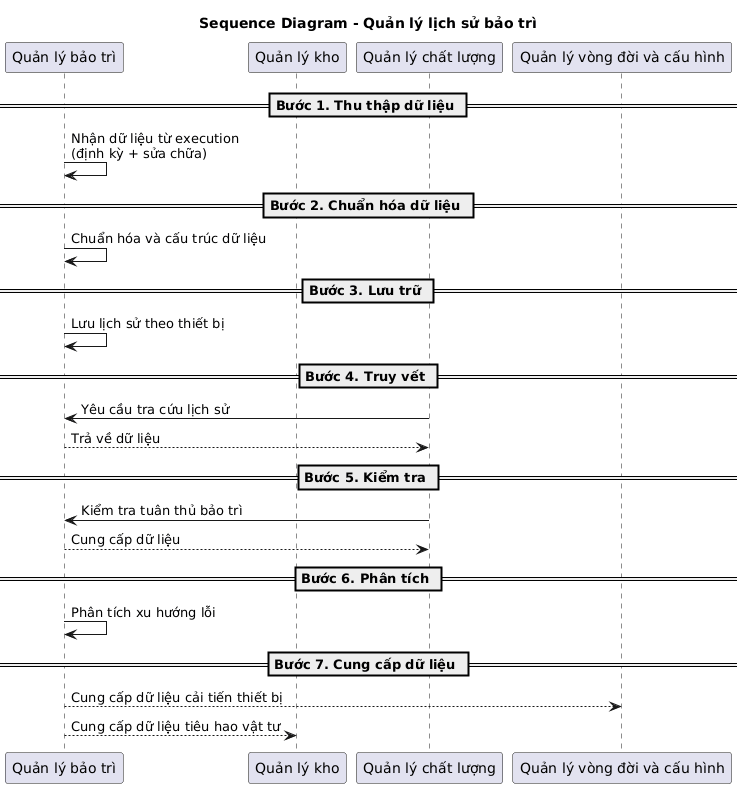 Sequence Diagram - Quản lý lịch sử bảo trì
Quản lý bảo trì
Quản lý kho
Quản lý chất lượng
Quản lý vòng đời và cấu hình
Bước 1. Thu thập dữ liệu
Nhận dữ liệu từ execution
(định kỳ + sửa chữa)
Bước 2. Chuẩn hóa dữ liệu
Chuẩn hóa và cấu trúc dữ liệu
Bước 3. Lưu trữ
Lưu lịch sử theo thiết bị
Bước 4. Truy vết
Yêu cầu tra cứu lịch sử
Trả về dữ liệu
Bước 5. Kiểm tra
Kiểm tra tuân thủ bảo trì
Cung cấp dữ liệu
Bước 6. Phân tích
Phân tích xu hướng lỗi
Bước 7. Cung cấp dữ liệu
Cung cấp dữ liệu cải tiến thiết bị
Cung cấp dữ liệu tiêu hao vật tư
Quản lý bảo trì
Quản lý kho
Quản lý chất lượng
Quản lý vòng đời và cấu hình